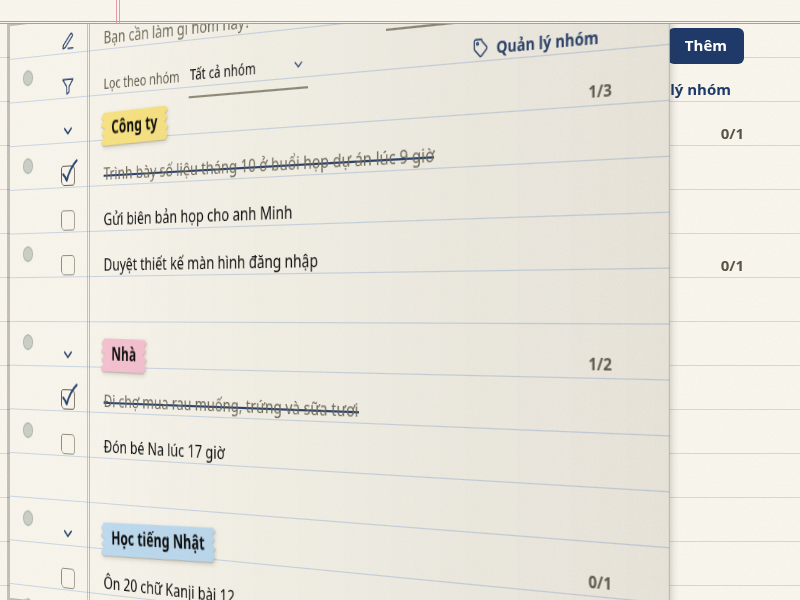 Bạn cần làm gì hôm nay?
Thêm
Quản lý nhóm
lý nhóm
Lọc theo nhóm Tất cả nhóm
Công ty 1/3
0/1
Trình bày số liệu tháng 10 ở buổi họp dự án lúc 9 giờ
Gửi biên bản họp cho anh Minh
Duyệt thiết kế màn hình đăng nhập
0/1
Nhà 1/2
Đi chợ mua rau muống, trứng và sữa tươi
Đón bé Na lúc 17 giờ
Học tiếng Nhật 0/1
Ôn 20 chữ Kanji bài 12